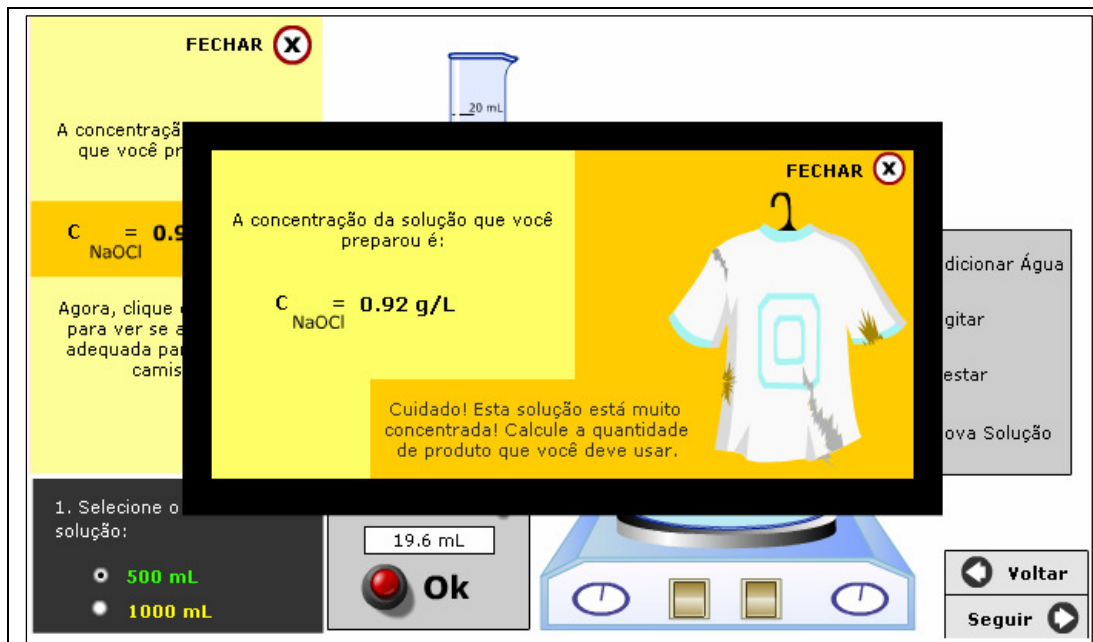 FECHAR X
A concentraçã
que você pr
C NaOCl = 0.9
Agora, clique
para ver se a
adequada pa
camis
1. Selecione o
solução:
500 mL
1000 mL
20 mL
FECHAR X
A concentração da solução que você
preparou é:
C NaOCl = 0.92 g/L
Cuidado! Esta solução está muito
concentrada! Calcule a quantidade
de produto que você deve usar.
19.6 mL
Ok
dicionar Água
gitar
estar
ova Solução
Voltar
Seguir